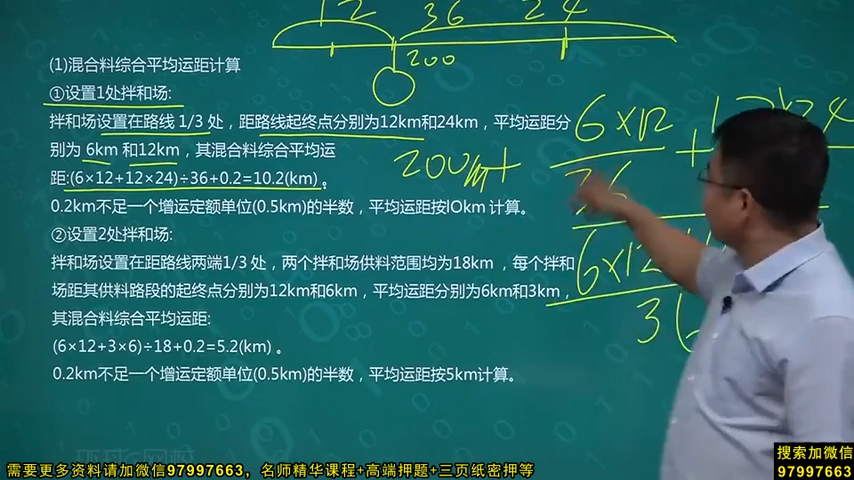 12 36 24
200
(1)混合料综合平均运距计算
①设置1处拌和场:
拌和场设置在路线 1/3 处，距路线起终点分别为12km和24km，平均运距分
别为 6km 和12km，其混合料综合平均运
距:(6×12+12×24)÷36+0.2=10.2(km) 。
0.2km不足一个增运定额单位(0.5km)的半数，平均运距按lOkm 计算。
②设置2处拌和场:
拌和场设置在距路线两端1/3 处，两个拌和场供料范围均为18km ，每个拌和
场距其供料路段的起终点分别为12km和6km，平均运距分别为6km和3km，
其混合料综合平均运距:
(6×12+3×6)÷18+0.2=5.2(km) 。
0.2km不足一个增运定额单位(0.5km)的半数，平均运距按5km计算。
200m+
6×12
36
+
6×12
36
需要更多资料请加微信97997663，名师精华课程+高端押题+三页纸密押等
搜索加微信
97997663